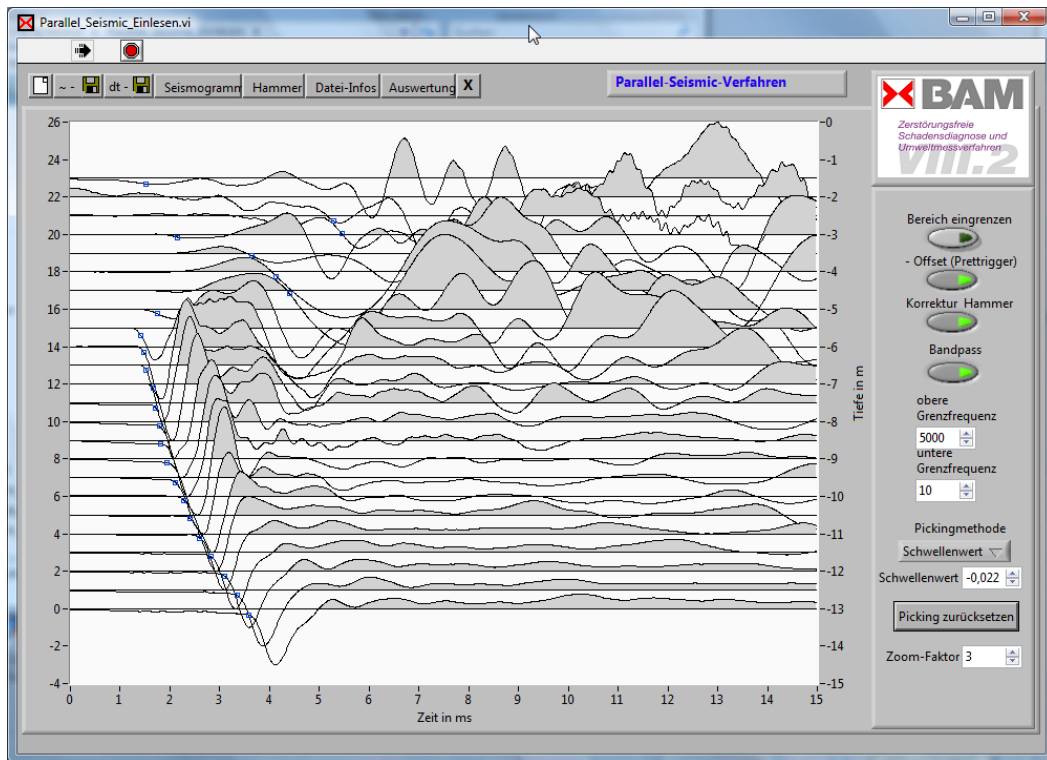 Parallel_Seismic_Einlesen.vi
~ -
dt -
Seismogramm
Hammer
Datei-Infos
Auswertung
X
Parallel-Seismic-Verfahren
BAM
Zerstörungsfreie
Schadensdiagnose und
Umweltmessverfahren
VIII.2
26
24
22
20
18
16
14
12
10
8
6
4
2
0
-2
-4
-0
-1
-2
-3
-4
-5
-6
-7
-8
-9
-10
-11
-12
-13
-14
-15
Tiefe in m
0 1 2 3 4 5 6 7 8 9 10 11 12 13 14 15
Zeit in ms
Bereich eingrenzen
- Offset (Prettrigger)
Korrektur Hammer
Bandpass
obere
Grenzfrequenz
5000
untere
Grenzfrequenz
10
Pickingmethode
Schwellenwert
Schwellenwert -0,022
Picking zurücksetzen
Zoom-Faktor 3